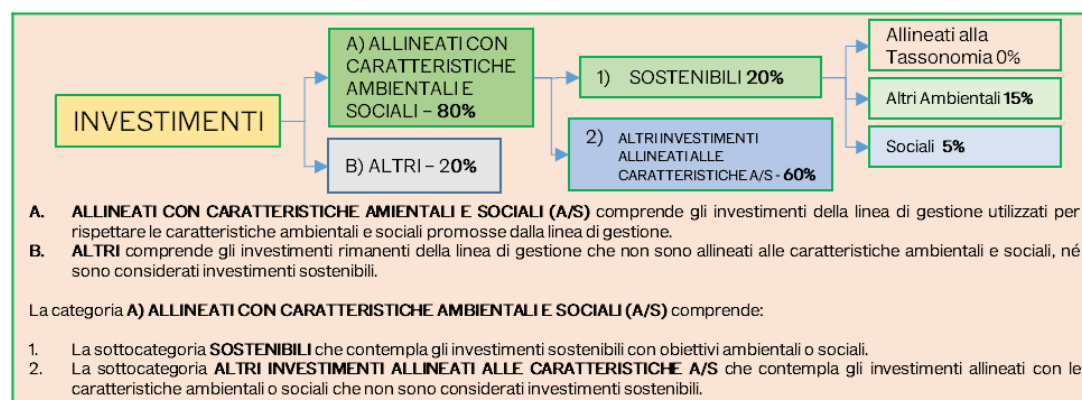 INVESTIMENTI
A) ALLINEATI CON
CARATTERISTICHE
AMBIENTALI E
SOCIALI – 80%
B) ALTRI – 20%
1) SOSTENIBILI 20%
2) ALTRI INVESTIMENTI
ALLINEATI ALLE
CARATTERISTICHE A/S - 60%
Allineati alla
Tassonomia 0%
Altri Ambientali 15%
Sociali 5%
A. ALLINEATI CON CARATTERISTICHE AMIENTALI E SOCIALI (A/S) comprende gli investimenti della linea di gestione utilizzati per
rispettare le caratteristiche ambientali e sociali promosse dalla linea di gestione.
B. ALTRI comprende gli investimenti rimanenti della linea di gestione che non sono allineati alle caratteristiche ambientali e sociali, né
sono considerati investimenti sostenibili.
La categoria A) ALLINEATI CON CARATTERISTICHE AMBIENTALI E SOCIALI (A/S) comprende:
1. La sottocategoria SOSTENIBILI che contempla gli investimenti sostenibili con obiettivi ambientali o sociali.
2. La sottocategoria ALTRI INVESTIMENTI ALLINEATI ALLE CARATTERISTICHE A/S che contempla gli investimenti allineati con le
caratteristiche ambientali o sociali che non sono considerati investimenti sostenibili.